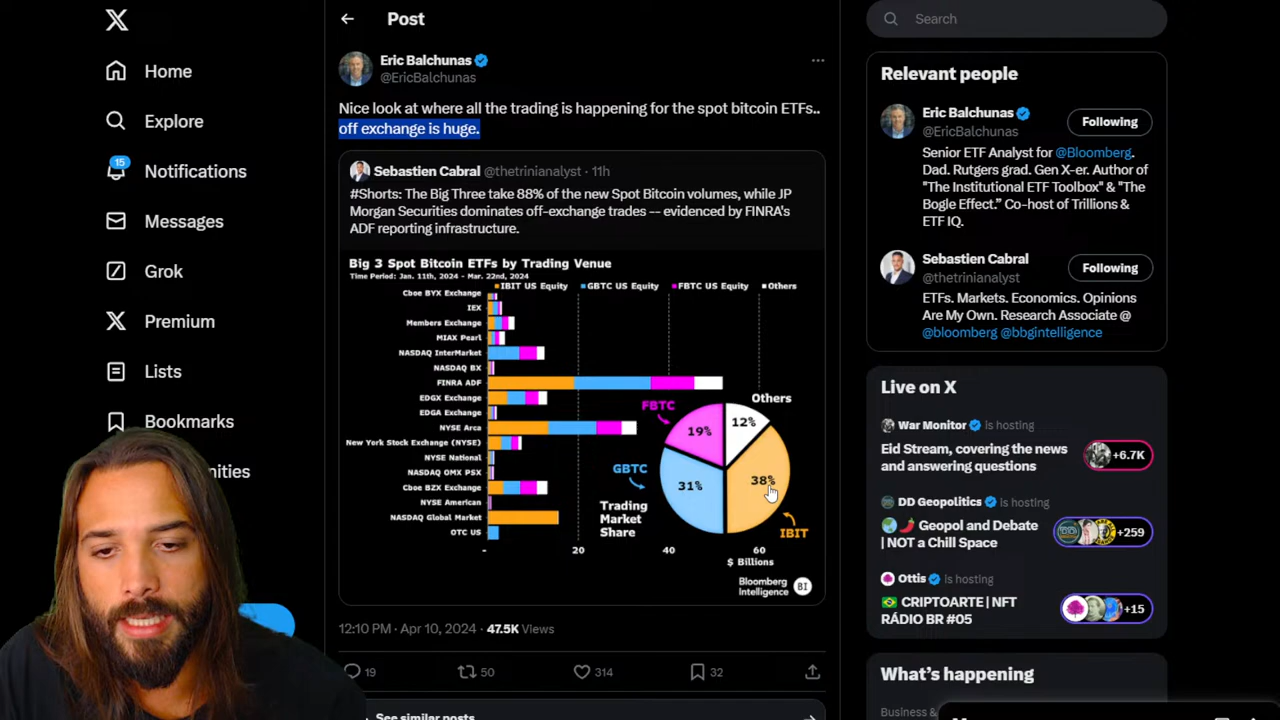 Home
Explore
15
Notifications
Messages
Grok
Premium
Lists
Bookmarks
Post
Eric Balchunas
@EricBalchunas
Nice look at where all the trading is happening for the spot bitcoin ETFs..
off exchange is huge.
Sebastien Cabral @thetrinianalyst · 11h
#Shorts: The Big Three take 88% of the new Spot Bitcoin volumes, while JP
Morgan Securities dominates off-exchange trades -- evidenced by FINRA's
ADF reporting infrastructure.
Big 3 Spot Bitcoin ETFs by Trading Venue
Time Period: Jan. 11th, 2024 - Mar. 22nd, 2024
IBIT US Equity GBTC US Equity FBTC US Equity Others
Cboe BYX Exchange
IEX
Members Exchange
MIAX Pearl
NASDAQ InterMarket
NASDAQ BX
FINRA ADF
EDGX Exchange
EDGA Exchange
NYSE Arca
New York Stock Exchange (NYSE)
NYSE National
NASDAQ OMX PSX
Cboe BZX Exchange
NYSE American
NASDAQ Global Market
OTC US
- 20 40 60
$ Billions
Others
FBTC
12%
19%
GBTC
38%
31%
Trading
Market
Share
IBIT
Bloomberg
Intelligence
BI
12:10 PM · Apr 10, 2024 · 47.5K Views
19 50 314 32
See similar posts
Search
Relevant people
Eric Balchunas
@EricBalchunas
Following
Senior ETF Analyst for @Bloomberg.
Dad. Rutgers grad. Gen X-er. Author of
"The Institutional ETF Toolbox" & "The
Bogle Effect.” Co-host of Trillions &
ETF IQ.
Sebastien Cabral
@thetrinianalyst
Following
ETFs. Markets. Economics. Opinions
Are My Own. Research Associate @
@bloomberg @bbgintelligence
Live on X
War Monitor is hosting
Eid Stream, covering the news
and answering questions
+6.7K
DD Geopolitics is hosting
Geopol and Debate
| NOT a Chill Space
+259
Ottis is hosting
CRIPTOARTE | NFT
RÁDIO BR #05
+15
What’s happening
Business &